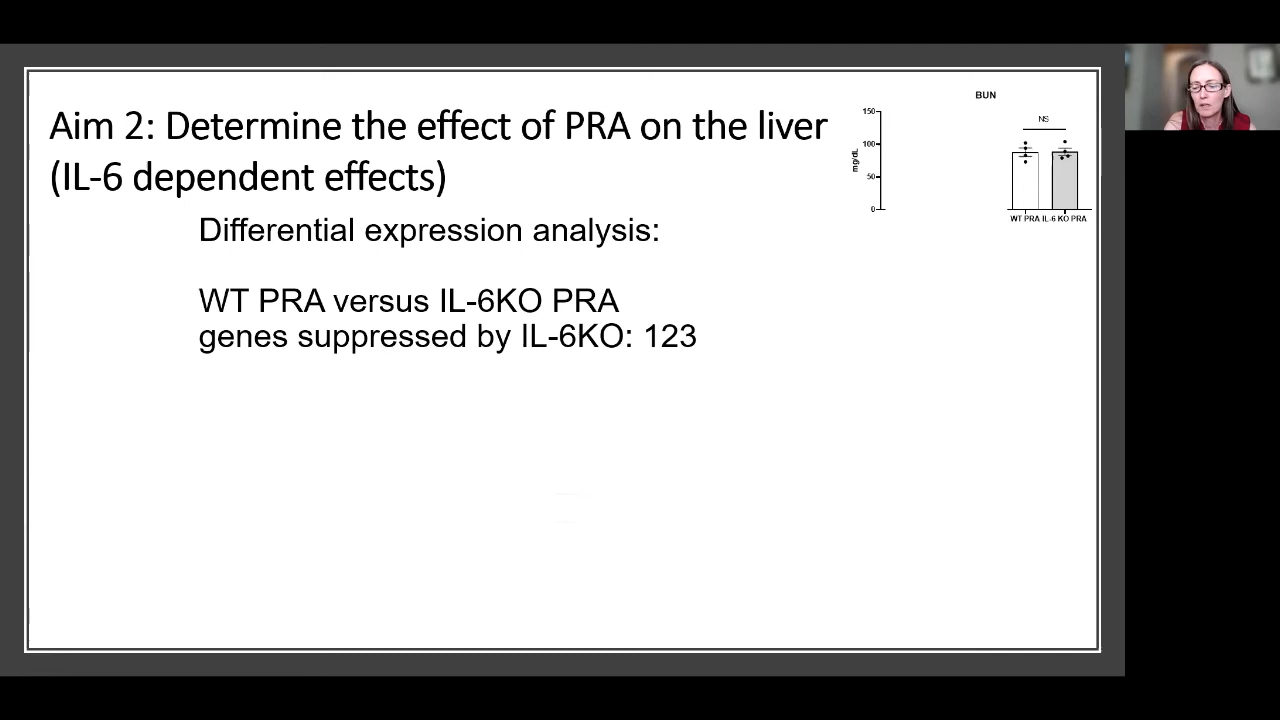 Aim 2: Determine the effect of PRA on the liver
(IL-6 dependent effects)
Differential expression analysis:
WT PRA versus IL-6KO PRA
genes suppressed by IL-6KO: 123
BUN
150
100
50
0
mg/dL
NS
WT PRA IL-6 KO PRA